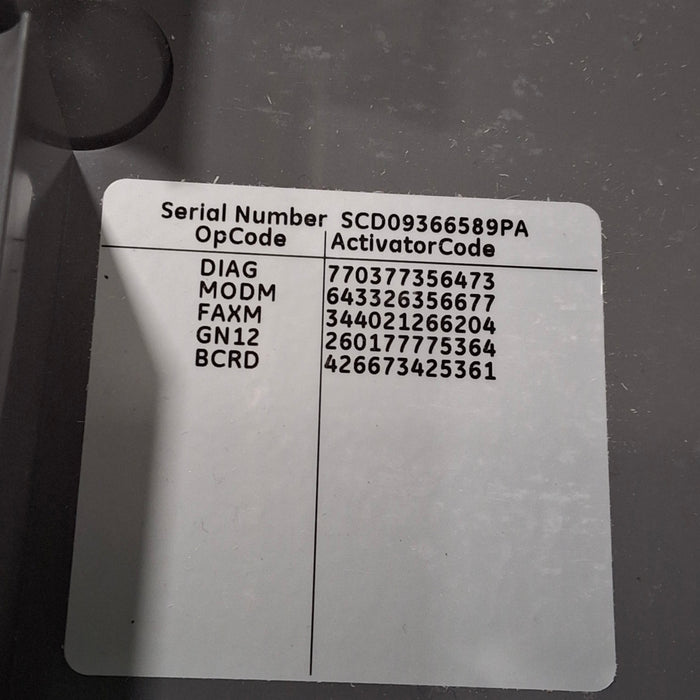 Serial Number SCD09366589PA
OpCode ActivatorCode
DIAG 770377356473
MODM 643326356677
FAXM 344021266204
GN12 260177775364
BCRD 426673425361